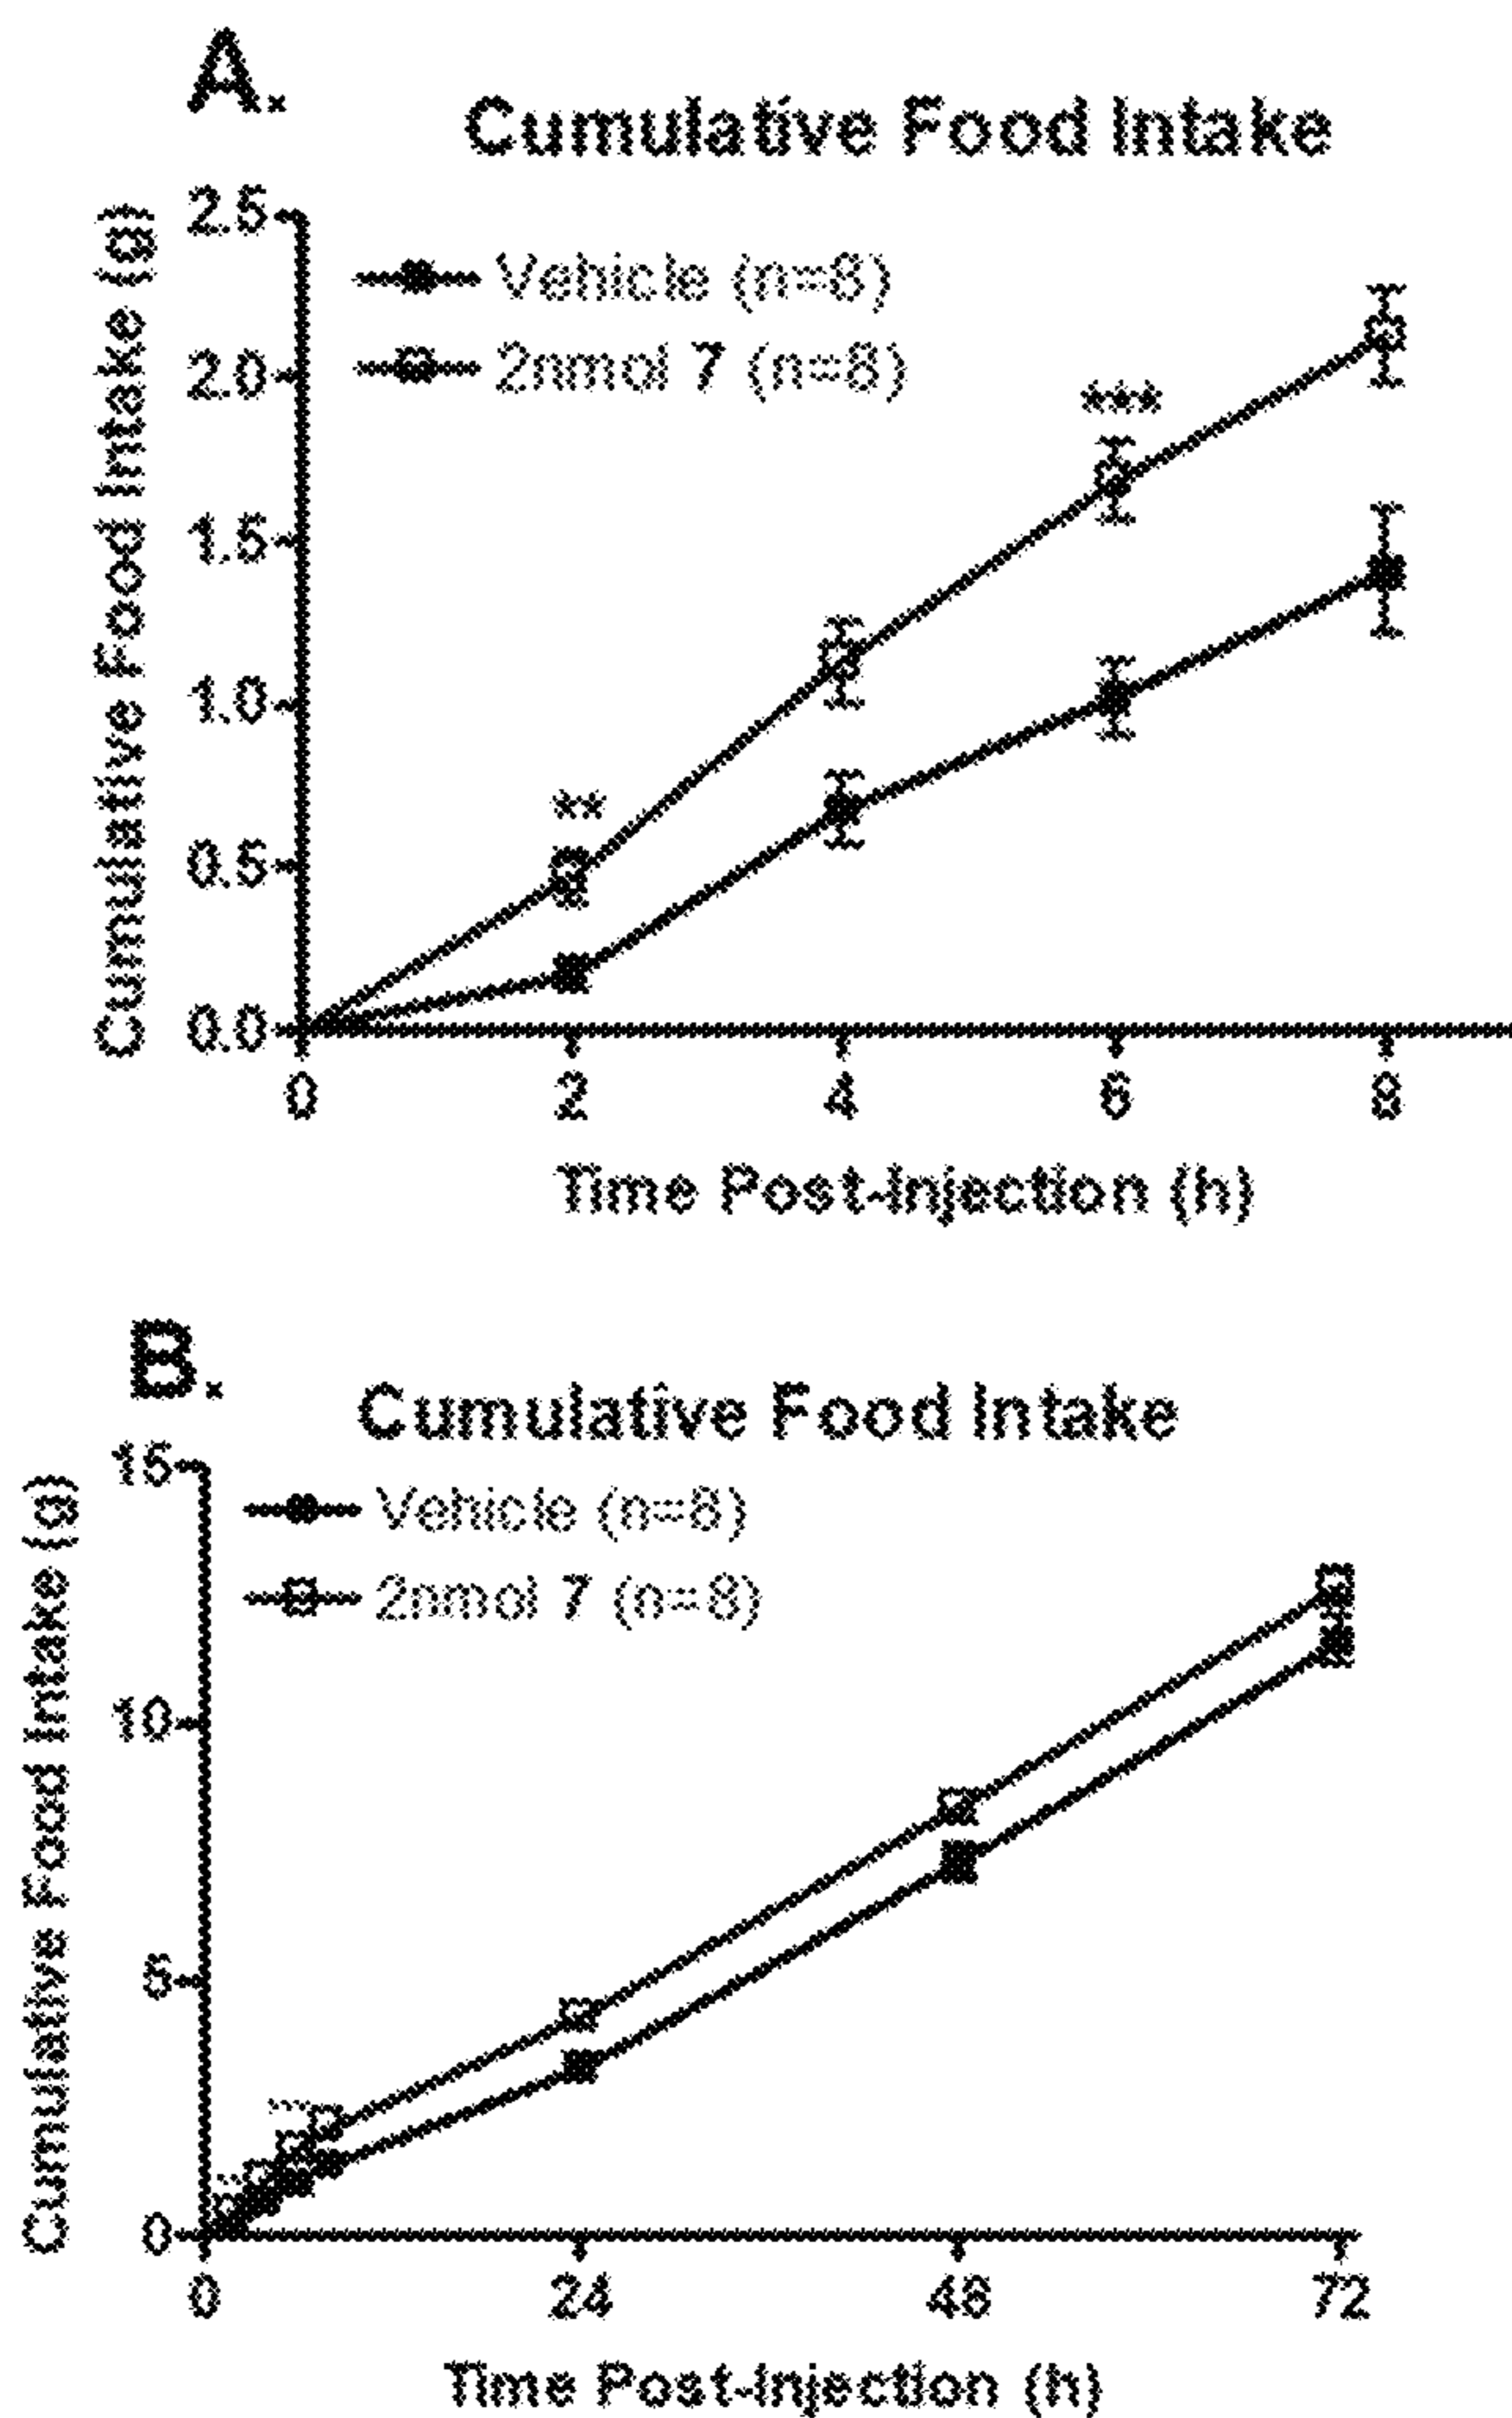 A.
Cumulative Food Intake
Cumulative Food Intake (g)
2.5
2.0
1.5
1.0
0.5
0.0
Vehicle (n=8)
2nmol 7 (n=8)
**
***
0 2 4 6 8
Time Post-Injection (h)
B.
Cumulative Food Intake
Cumulative Food Intake (g)
15
10
5
0
Vehicle (n=8)
2nmol 7 (n=8)
0 24 48 72
Time Post-Injection (h)